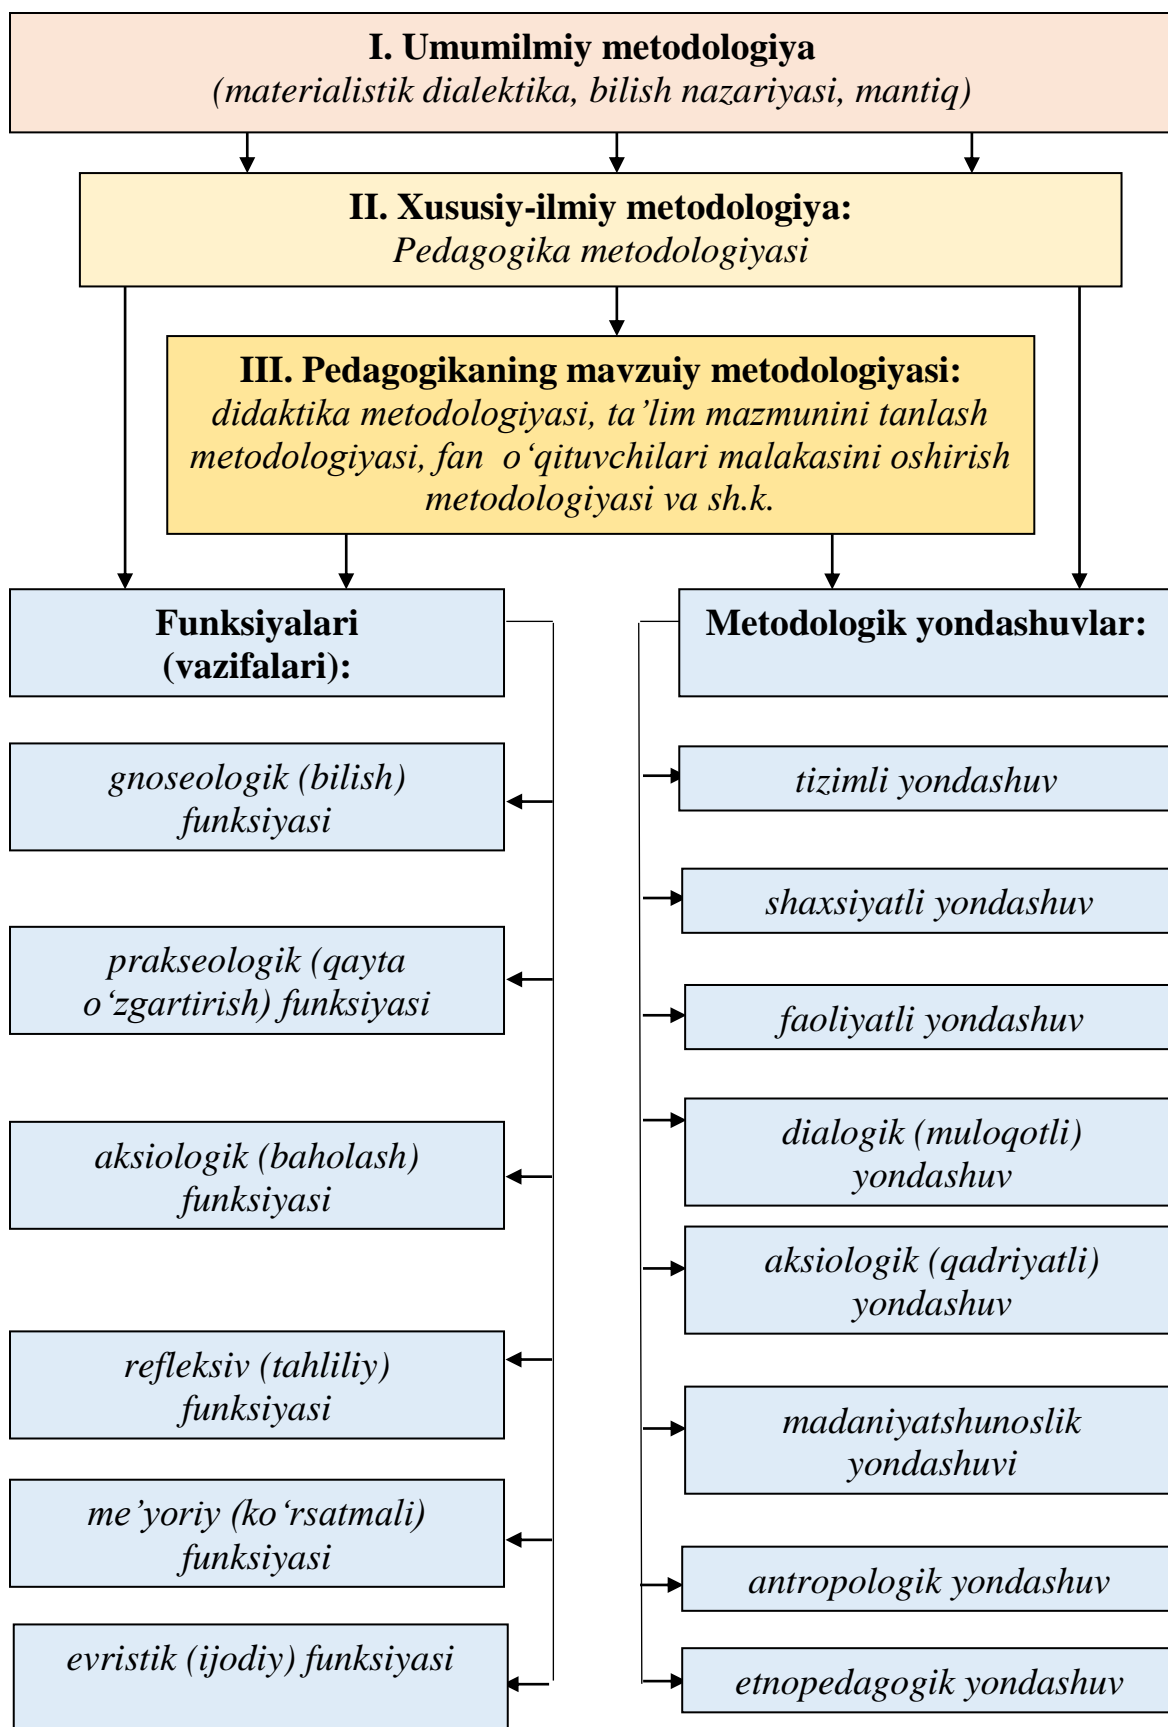 I. Umumilmiy metodologiya
(materialistik dialektika, bilish nazariyasi, mantiq)
II. Xususiy-ilmiy metodologiya:
Pedagogika metodologiyasi
III. Pedagogikaning mavzuiy metodologiyasi:
didaktika metodologiyasi, ta’lim mazmunini tanlash
metodologiyasi, fan o‘qituvchilari malakasini oshirish
metodologiyasi va sh.k.
Funksiyalari
(vazifalari):
gnoseologik (bilish)
funksiyasi
prakseologik (qayta
o‘zgartirish) funksiyasi
aksiologik (baholash)
funksiyasi
refleksiv (tahliliy)
funksiyasi
me’yoriy (ko‘rsatmali)
funksiyasi
evristik (ijodiy) funksiyasi
Metodologik yondashuvlar:
tizimli yondashuv
shaxsiyatli yondashuv
faoliyatli yondashuv
dialogik (muloqotli)
yondashuv
aksiologik (qadriyatli)
yondashuv
madaniyatshunoslik
yondashuvi
antropologik yondashuv
etnopedagogik yondashuv